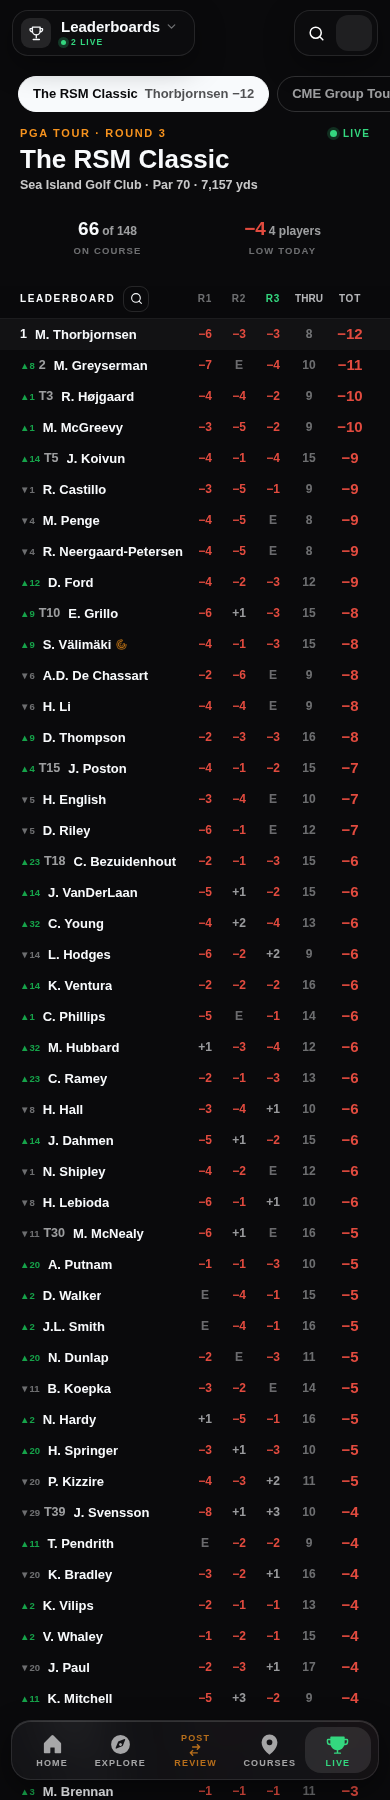 Leaderboards
2 LIVE
The RSM Classic Thorbjornsen −12
CME Group Tou
PGA TOUR · ROUND 3
LIVE
The RSM Classic
Sea Island Golf Club · Par 70 · 7,157 yds
66 of 148
−4 4 players
ON COURSE
LOW TODAY
LEADERBOARD R1 R2 R3 THRU TOT
1 M. Thorbjornsen −6 −3 −3 8 −12
▲8 2 M. Greyserman −7 E −4 10 −11
▲1 T3 R. Højgaard −4 −4 −2 9 −10
▲1 M. McGreevy −3 −5 −2 9 −10
▲14 T5 J. Koivun −4 −1 −4 15 −9
▼1 R. Castillo −3 −5 −1 9 −9
▼4 M. Penge −4 −5 E 8 −9
▼4 R. Neergaard-Petersen −4 −5 E 8 −9
▲12 D. Ford −4 −2 −3 12 −9
▲9 T10 E. Grillo −6 +1 −3 15 −8
▲9 S. Välimäki −4 −1 −3 15 −8
▼6 A.D. De Chassart −2 −6 E 9 −8
▼6 H. Li −4 −4 E 9 −8
▲9 D. Thompson −2 −3 −3 16 −8
▲4 T15 J. Poston −4 −1 −2 15 −7
▼5 H. English −3 −4 E 10 −7
▼5 D. Riley −6 −1 E 12 −7
▲23 T18 C. Bezuidenhout −2 −1 −3 15 −6
▲14 J. VanDerLaan −5 +1 −2 15 −6
▲32 C. Young −4 +2 −4 13 −6
▼14 L. Hodges −6 −2 +2 9 −6
▲14 K. Ventura −2 −2 −2 16 −6
▲1 C. Phillips −5 E −1 14 −6
▲32 M. Hubbard +1 −3 −4 12 −6
▲23 C. Ramey −2 −1 −3 13 −6
▼8 H. Hall −3 −4 +1 10 −6
▲14 J. Dahmen −5 +1 −2 15 −6
▼1 N. Shipley −4 −2 E 12 −6
▼8 H. Lebioda −6 −1 +1 10 −6
▼11 T30 M. McNealy −6 +1 E 16 −5
▲20 A. Putnam −1 −1 −3 10 −5
▲2 D. Walker E −4 −1 15 −5
▲2 J.L. Smith E −4 −1 16 −5
▲20 N. Dunlap −2 E −3 11 −5
▼11 B. Koepka −3 −2 E 14 −5
▲2 N. Hardy +1 −5 −1 16 −5
▲20 H. Springer −3 +1 −3 10 −5
▼20 P. Kizzire −4 −3 +2 11 −5
▼29 T39 J. Svensson −8 +1 +3 10 −4
▲11 T. Pendrith E −2 −2 9 −4
▼20 K. Bradley −3 −2 +1 16 −4
▲2 K. Vilips −2 −1 −1 13 −4
▲2 V. Whaley −1 −2 −1 15 −4
▼20 J. Paul −2 −3 +1 17 −4
▲11 K. Mitchell −5 +3 −2 9 −4
HOME
EXPLORE
POST
REVIEW
COURSES
LIVE
▲3 M. Brennan −1 −1 −1 11 −3